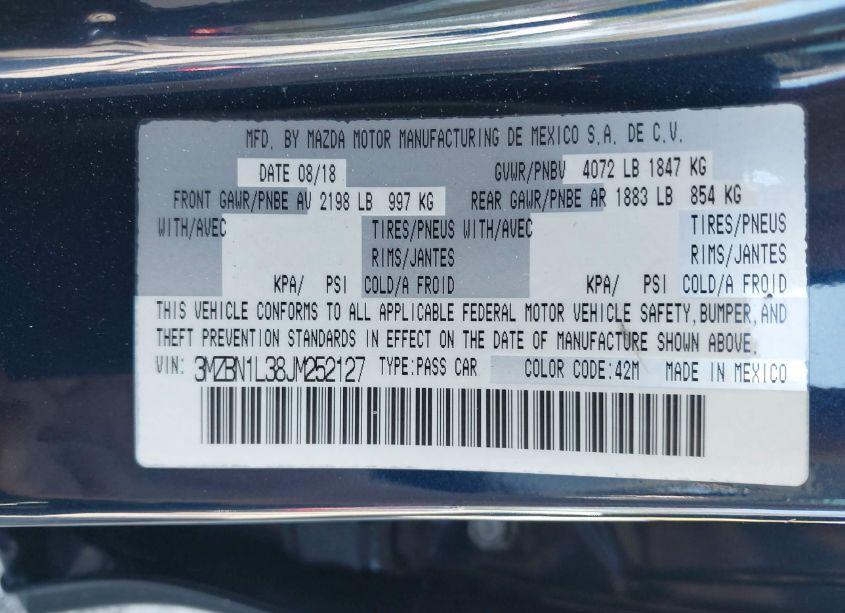 MFD. BY MAZDA MOTOR MANUFACTURING DE MEXICO S.A. DE C.V.
DATE 08/18 GVWR/PNBV 4072 LB 1847 KG
FRONT GAWR/PNBE AV 2198 LB 997 KG REAR GAWR/PNBE AR 1883 LB 854 KG
WITH/AVEC TIRES/PNEUS WITH/AVEC TIRES/PNEUS
RIMS/JANTES RIMS/JANTES
KPA/ PSI COLD/A FROID KPA/ PSI COLD/A FROID
THIS VEHICLE CONFORMS TO ALL APPLICABLE FEDERAL MOTOR VEHICLE SAFETY, BUMPER, AND
THEFT PREVENTION STANDARDS IN EFFECT ON THE DATE OF MANUFACTURE SHOWN ABOVE.
VIN: 3MZBN1L38JM252127 TYPE:PASS CAR COLOR CODE:42M MADE IN MEXICO